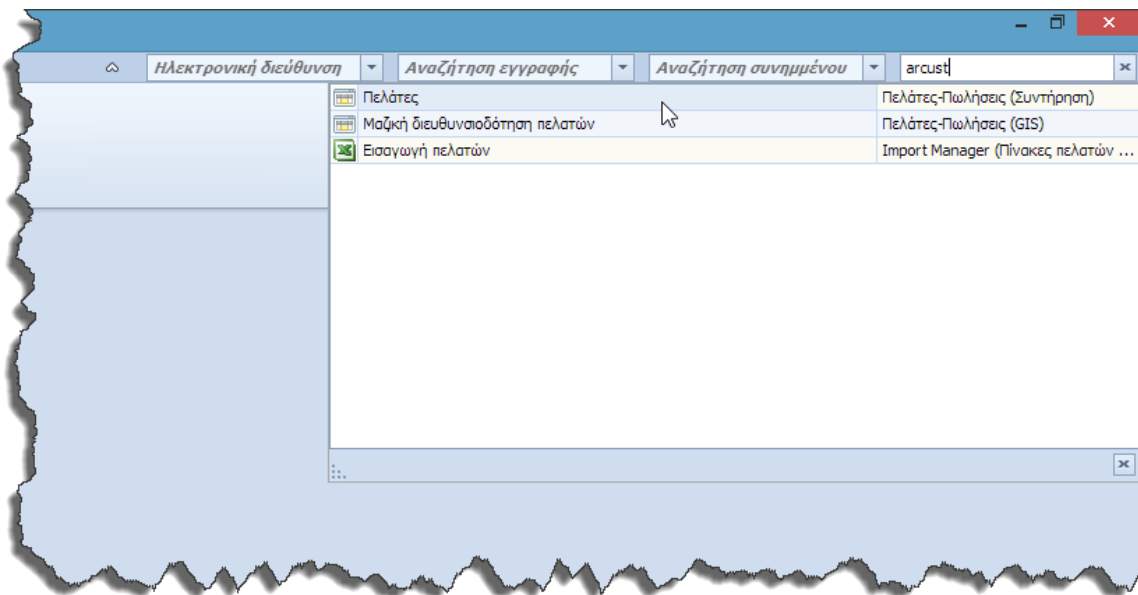 Ηλεκτρονική διεύθυνση Αναζήτηση εγγραφής Αναζήτηση συνημμένου arcust
Πελάτες Πελάτες-Πωλήσεις (Συντήρηση)
Μαζική διευθυνσιοδότηση πελατών Πελάτες-Πωλήσεις (GIS)
Εισαγωγή πελατών Import Manager (Πίνακες πελατών ...